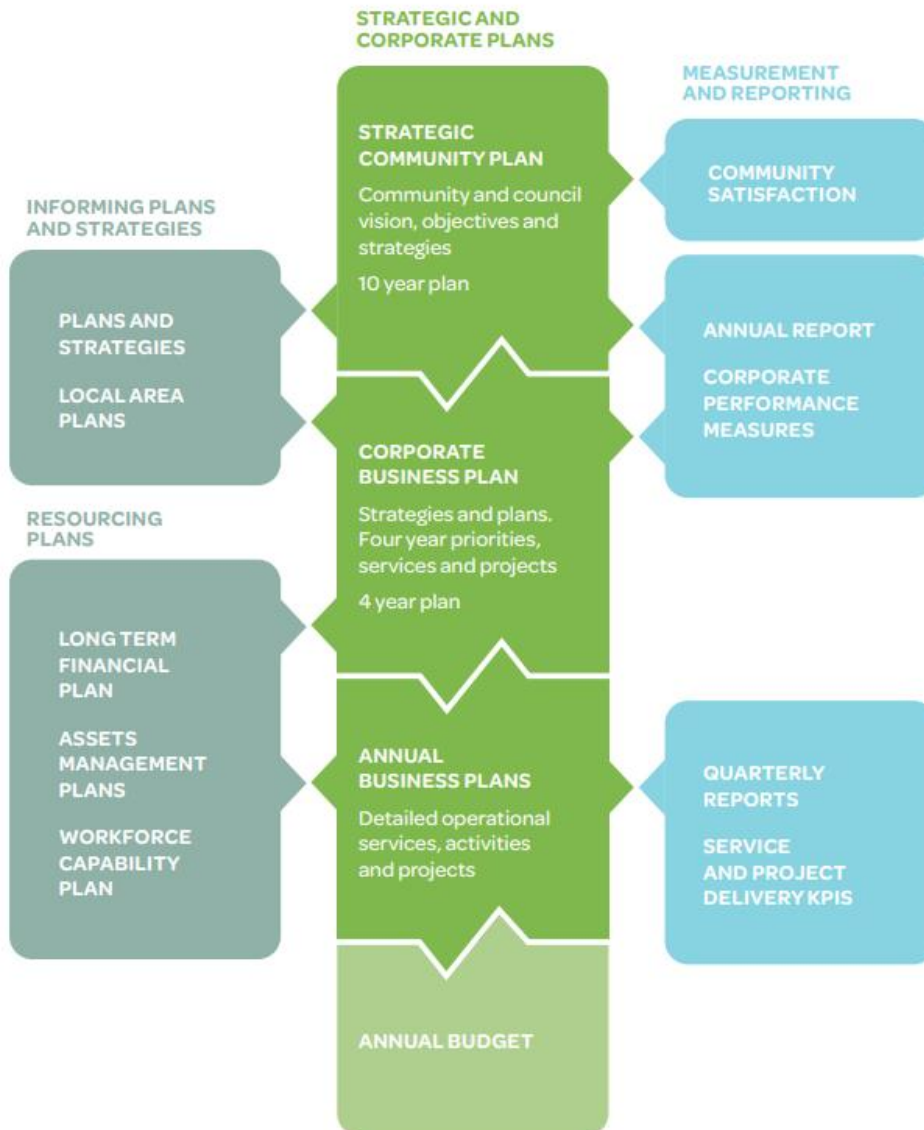 STRATEGIC AND
CORPORATE PLANS
STRATEGIC
COMMUNITY PLAN
Community and council
vision, objectives and
strategies
10 year plan
CORPORATE
BUSINESS PLAN
Strategies and plans.
Four year priorities,
services and projects
4 year plan
ANNUAL
BUSINESS PLANS
Detailed operational
services, activities
and projects
ANNUAL BUDGET
INFORMING PLANS
AND STRATEGIES
PLANS AND
STRATEGIES
LOCAL AREA
PLANS
RESOURCING
PLANS
LONG TERM
FINANCIAL
PLAN
ASSETS
MANAGEMENT
PLANS
WORKFORCE
CAPABILITY
PLAN
MEASUREMENT
AND REPORTING
COMMUNITY
SATISFACTION
ANNUAL REPORT
CORPORATE
PERFORMANCE
MEASURES
QUARTERLY
REPORTS
SERVICE
AND PROJECT
DELIVERY KPIS